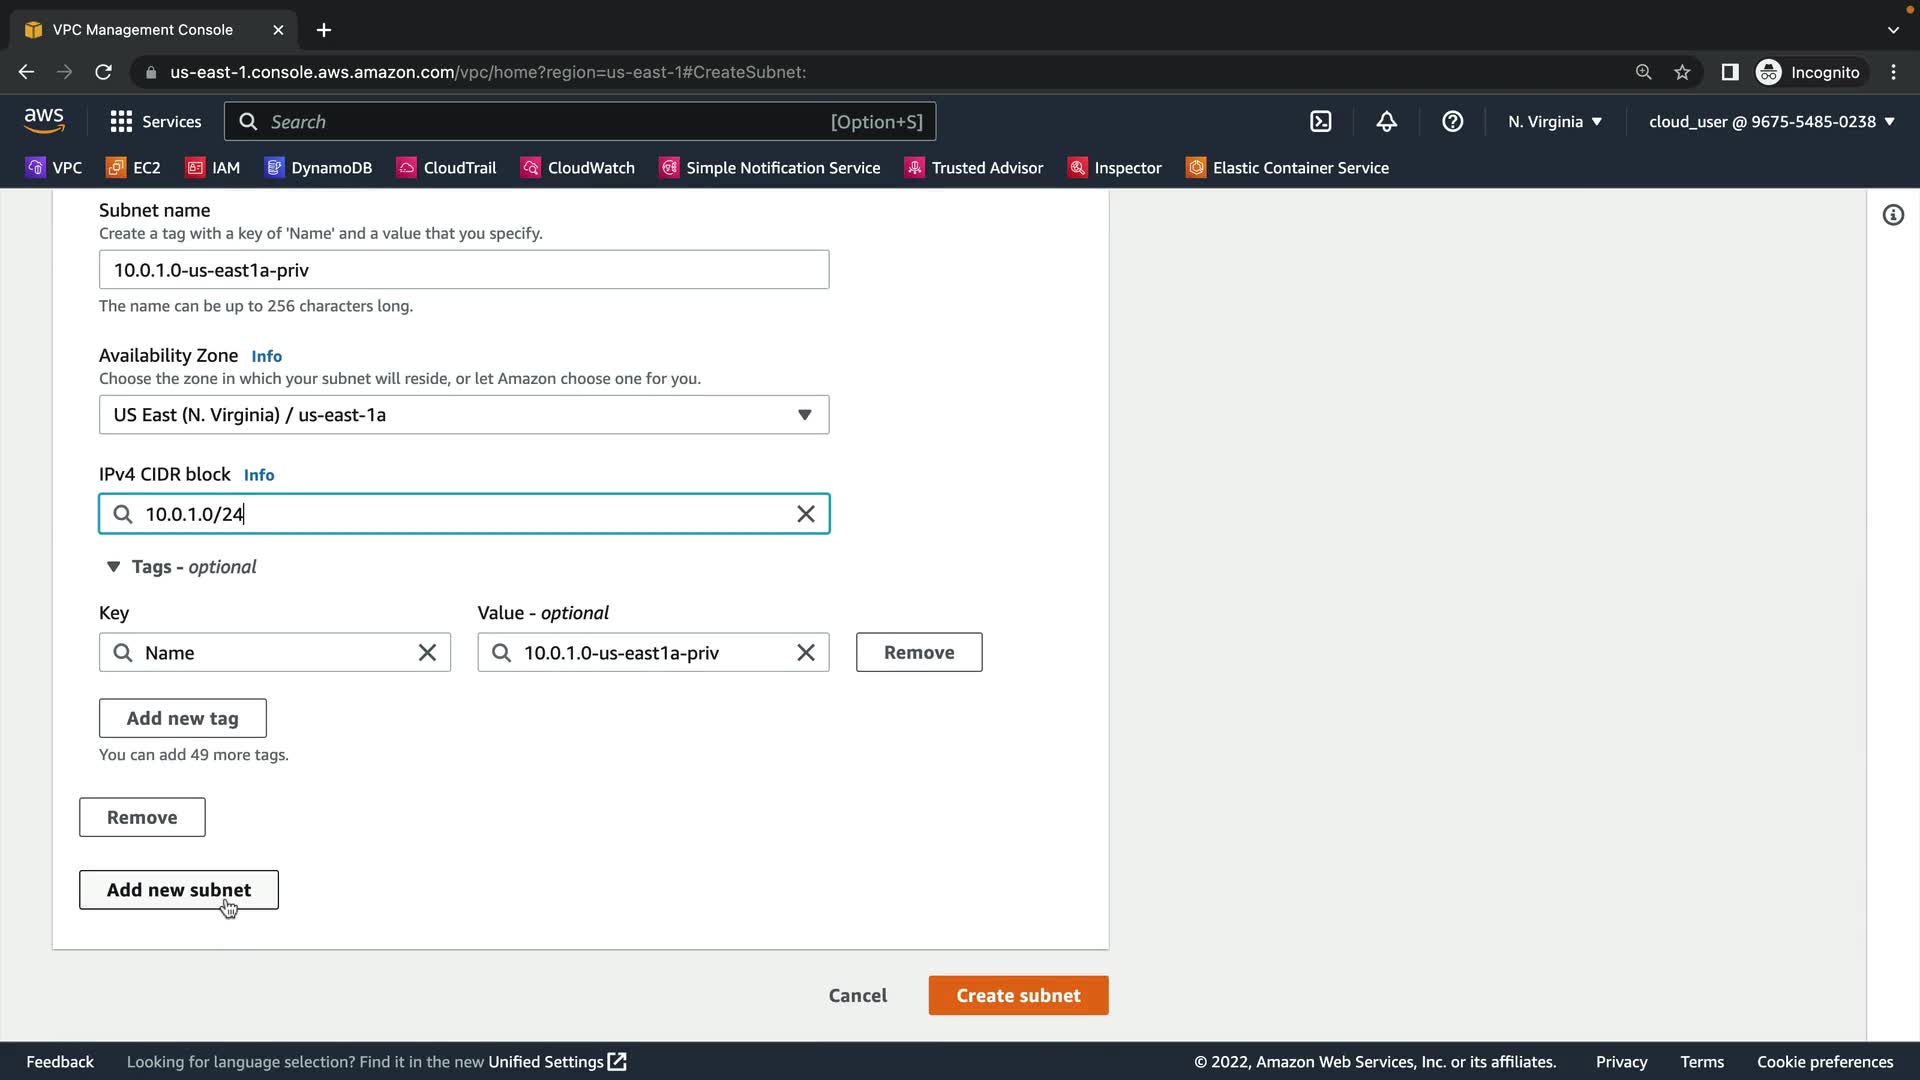 VPC Management Console
us-east-1.console.aws.amazon.com/vpc/home?region=us-east-1#CreateSubnet:
Incognito
aws
Services
Search
[Option+S]
N. Virginia
cloud_user @ 9675-5485-0238
VPC
EC2
IAM
DynamoDB
CloudTrail
CloudWatch
Simple Notification Service
Trusted Advisor
Inspector
Elastic Container Service
Subnet name
Create a tag with a key of 'Name' and a value that you specify.
10.0.1.0-us-east1a-priv
The name can be up to 256 characters long.
Availability Zone Info
Choose the zone in which your subnet will reside, or let Amazon choose one for you.
US East (N. Virginia) / us-east-1a
IPv4 CIDR block Info
10.0.1.0/24
Tags - optional
Key
Value - optional
Name
10.0.1.0-us-east1a-priv
Remove
Add new tag
You can add 49 more tags.
Remove
Add new subnet
Cancel
Create subnet
Feedback
Looking for language selection? Find it in the new Unified Settings
© 2022, Amazon Web Services, Inc. or its affiliates.
Privacy
Terms
Cookie preferences